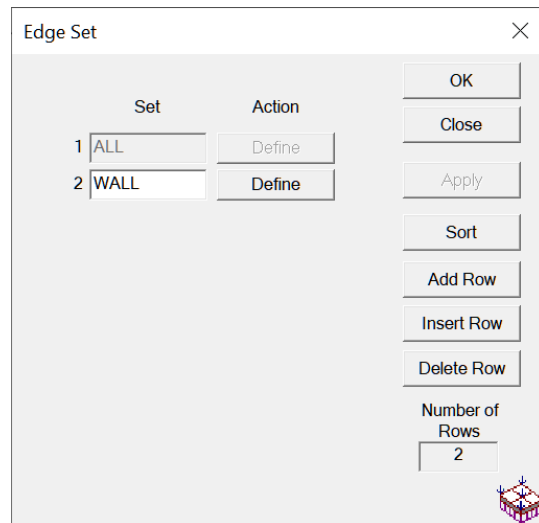 Edge Set
OK
Set Action
Close
1 ALL Define
2 WALL Define
Apply
Sort
Add Row
Insert Row
Delete Row
Number of
Rows
2